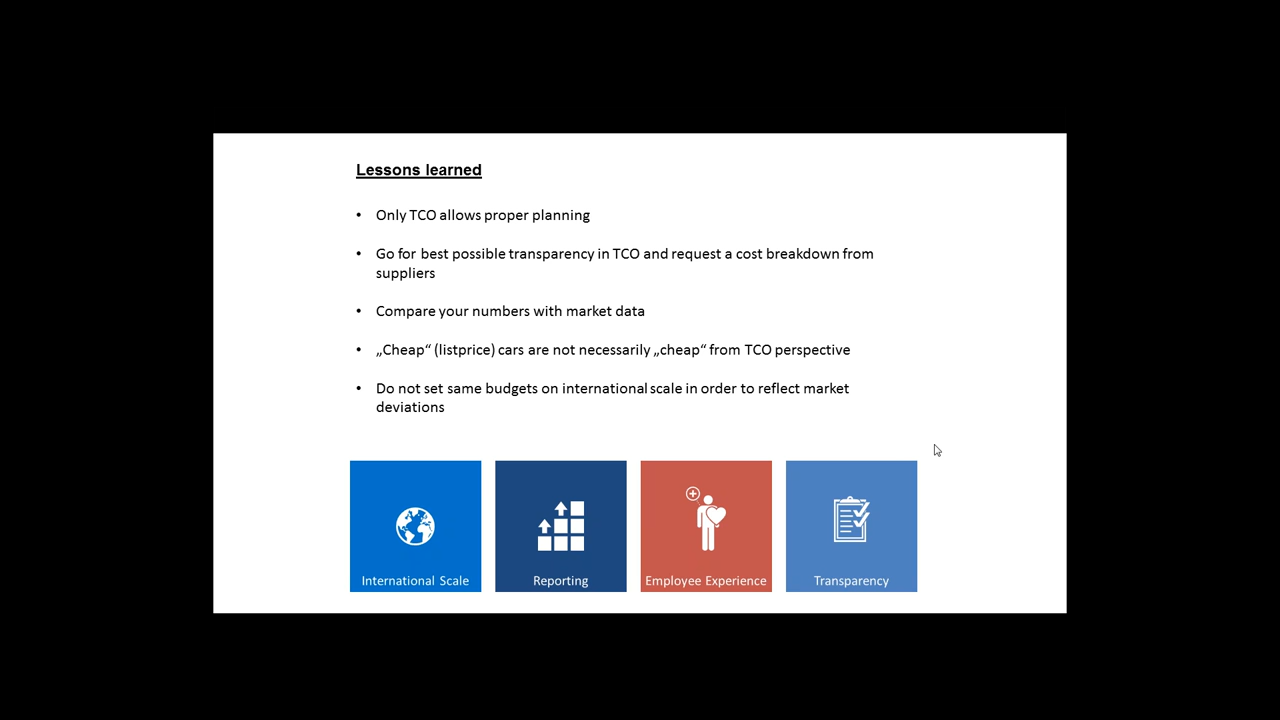 Lessons learned
• Only TCO allows proper planning
• Go for best possible transparency in TCO and request a cost breakdown from
suppliers
• Compare your numbers with market data
• „Cheap“ (listprice) cars are not necessarily „cheap“ from TCO perspective
• Do not set same budgets on international scale in order to reflect market
deviations
International Scale
Reporting
Employee Experience
Transparency